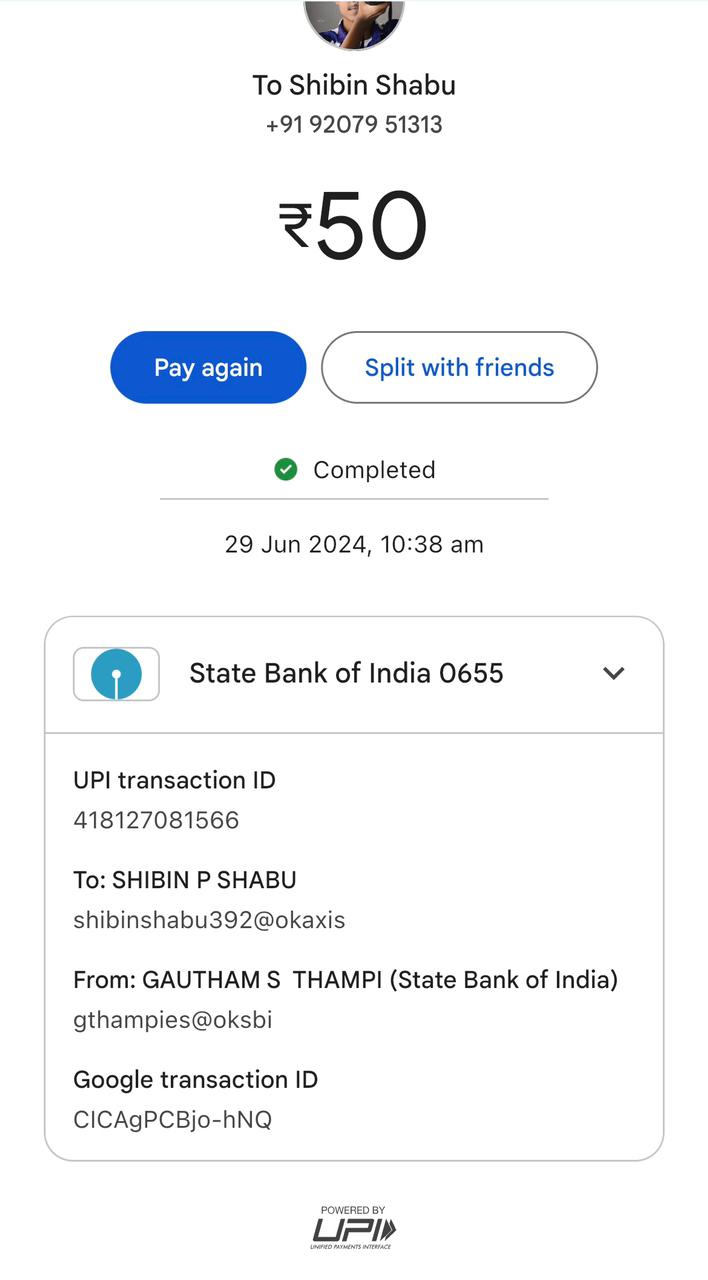 To Shibin Shabu
+91 92079 51313
₹50
Pay again
Split with friends
Completed
29 Jun 2024, 10:38 am
State Bank of India 0655
UPI transaction ID
418127081566
To: SHIBIN P SHABU
shibinshabu392@okaxis
From: GAUTHAM S  THAMPI (State Bank of India)
gthampies@oksbi
Google transaction ID
CICAgPCBjo-hNQ
POWERED BY
UPI
UNIFIED PAYMENTS INTERFACE